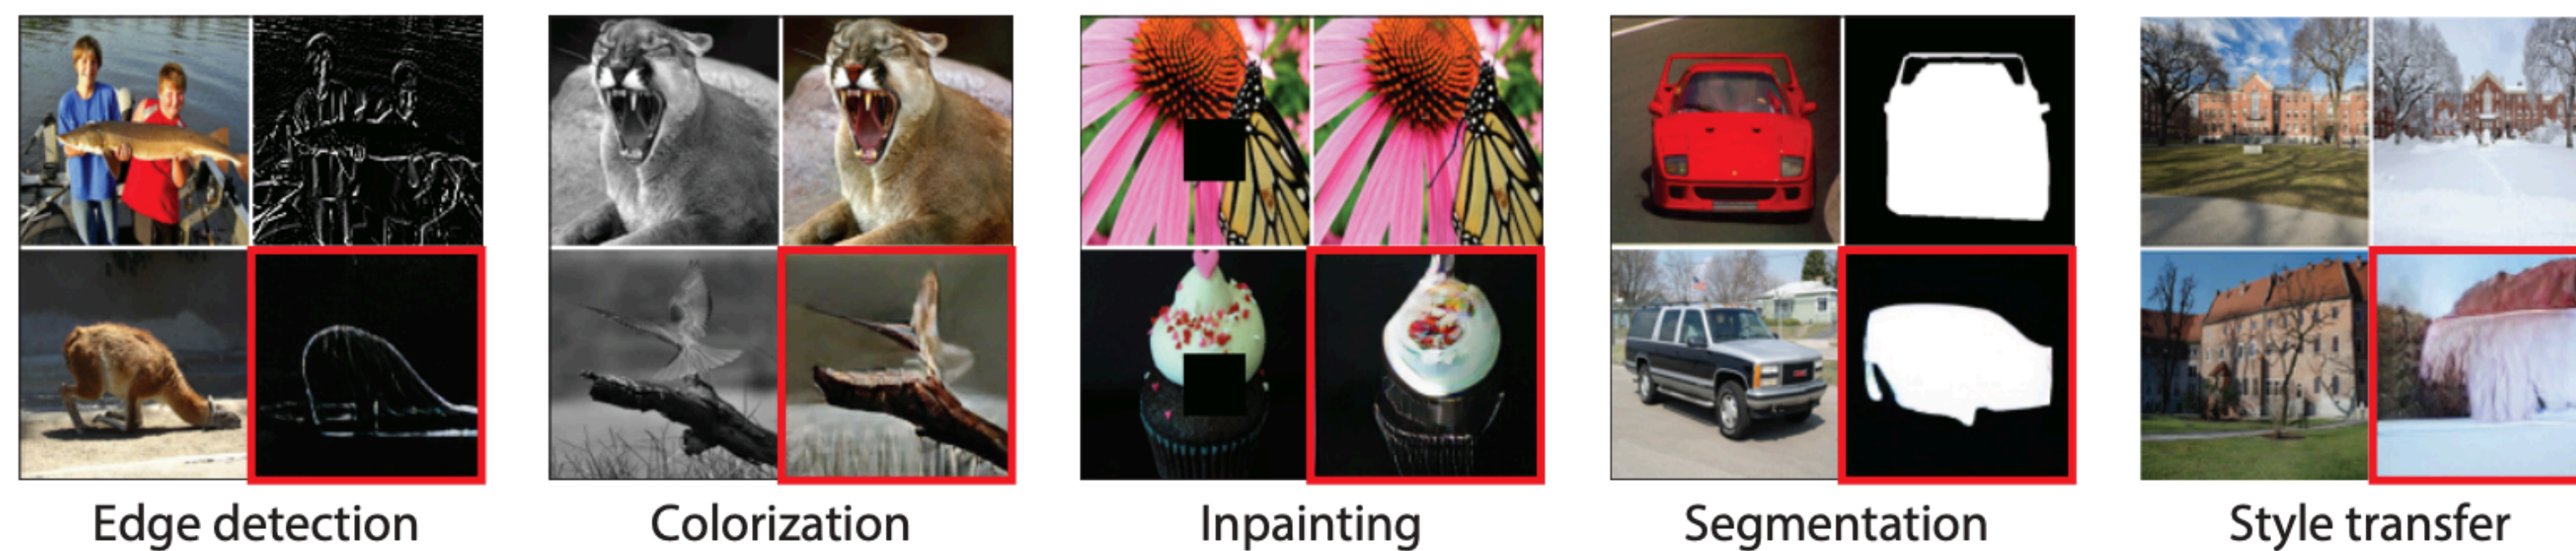 Edge detection
Colorization
Inpainting
Segmentation
Style transfer